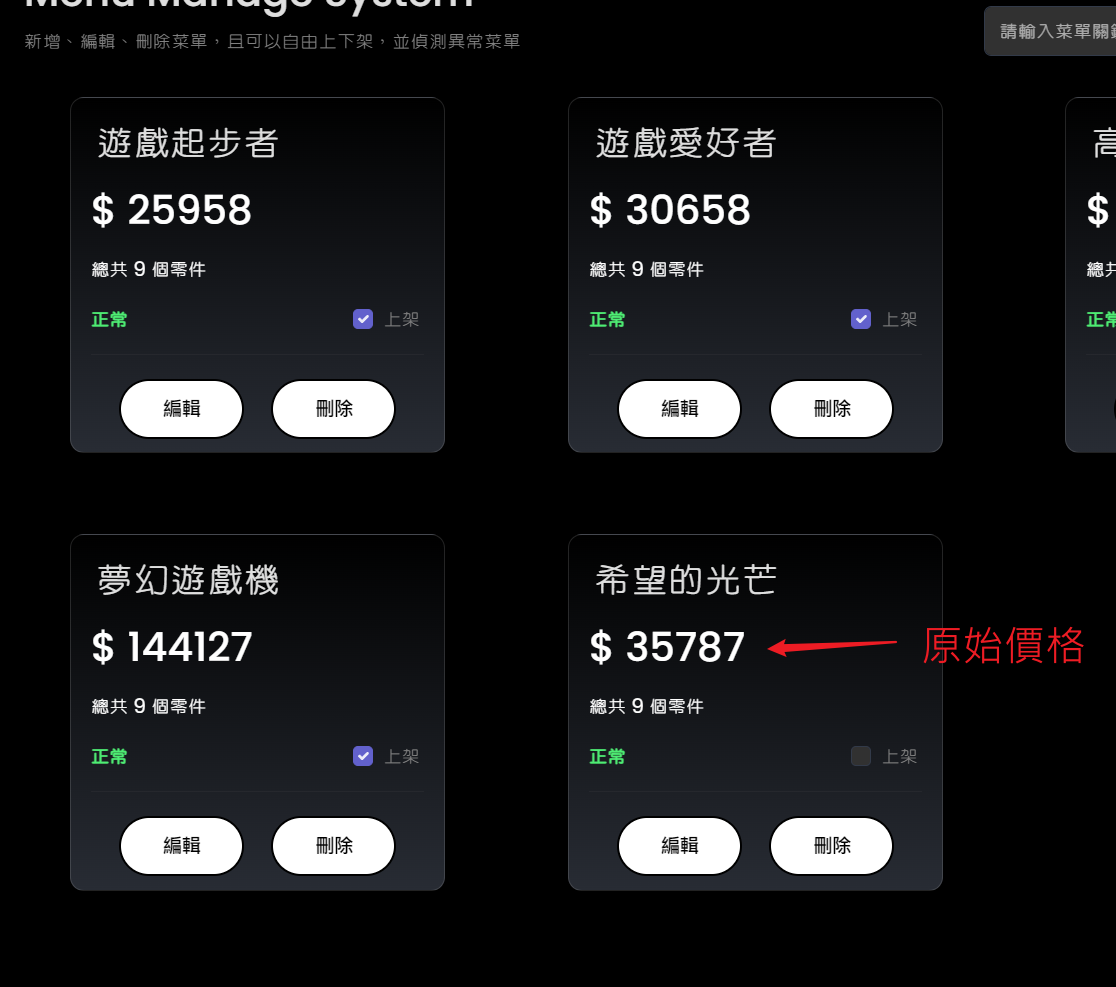 Menu Manage System
新增、編輯、刪除菜單，且可以自由上下架，並偵測異常菜單
請輸入菜單關
遊戲起步者
$ 25958
總共 9 個零件
正常
上架
編輯
刪除
遊戲愛好者
$ 30658
總共 9 個零件
正常
上架
編輯
刪除
高
$
總共
正常
夢幻遊戲機
$ 144127
總共 9 個零件
正常
上架
編輯
刪除
希望的光芒
$ 35787
原始價格
總共 9 個零件
正常
上架
編輯
刪除